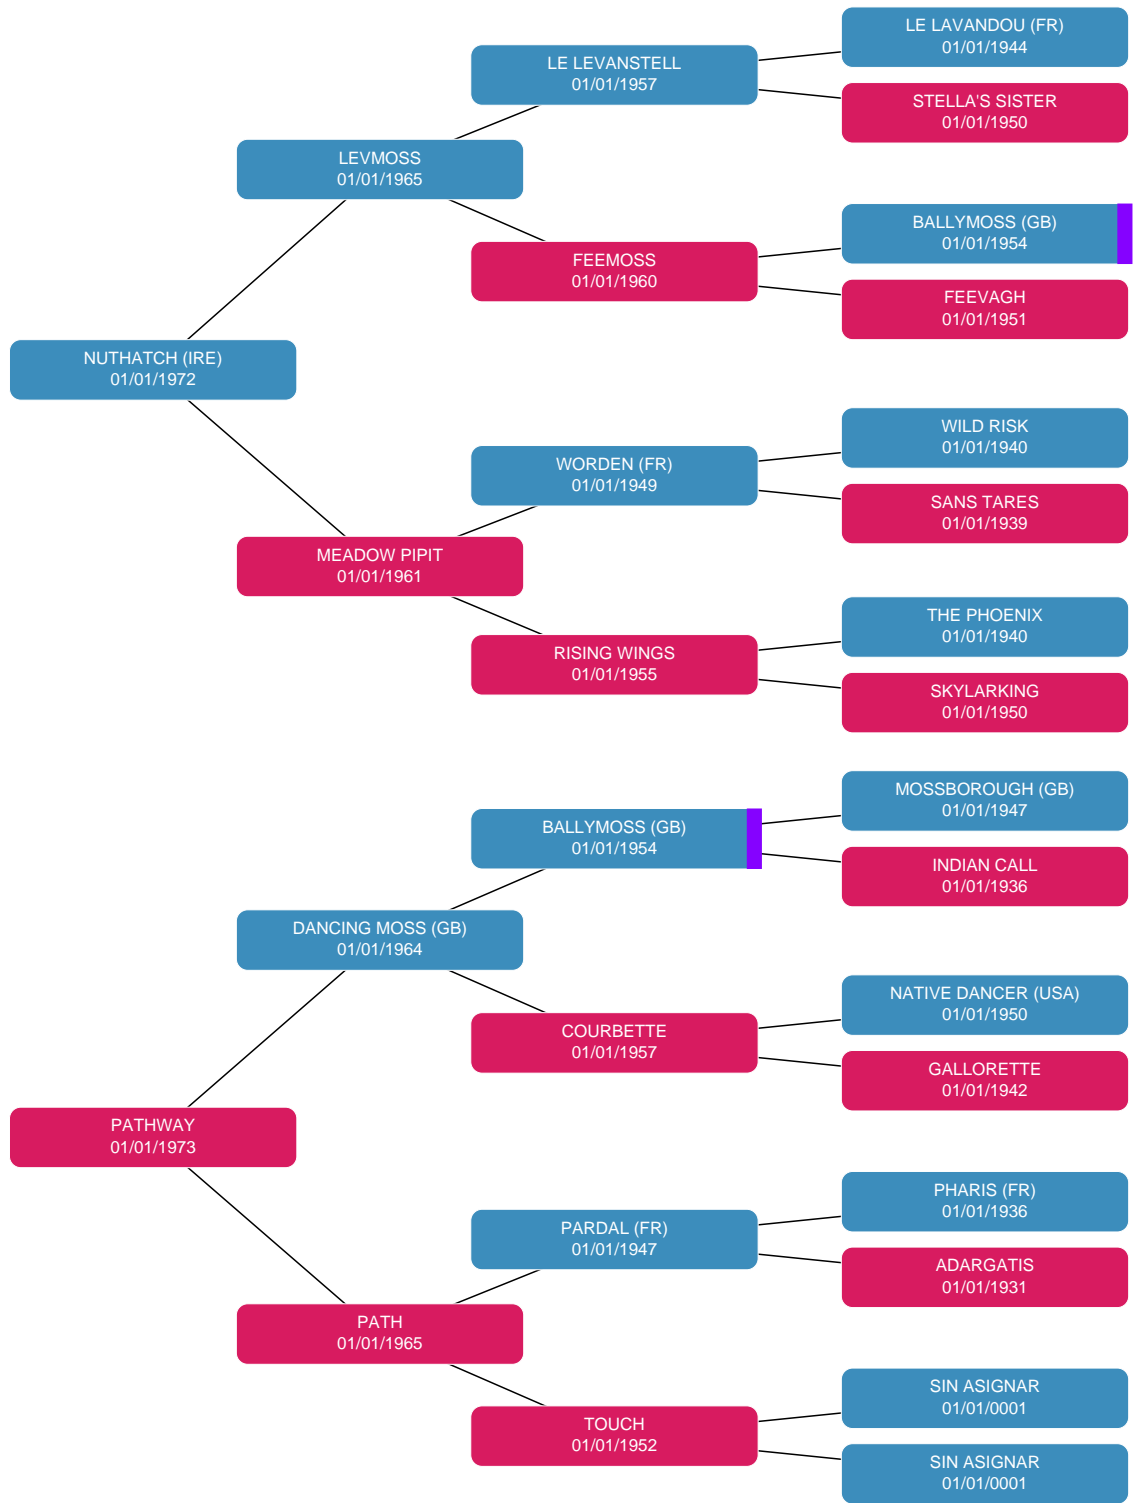 LE LAVANDOU (FR)
01/01/1944
LE LEVANSTELL
01/01/1957
STELLA'S SISTER
01/01/1950
LEVMOSS
01/01/1965
BALLYMOSS (GB)
01/01/1954
FEEMOSS
01/01/1960
FEEVAGH
01/01/1951
NUTHATCH (IRE)
01/01/1972
WILD RISK
01/01/1940
WORDEN (FR)
01/01/1949
SANS TARES
01/01/1939
MEADOW PIPIT
01/01/1961
THE PHOENIX
01/01/1940
RISING WINGS
01/01/1955
SKYLARKING
01/01/1950
MOSSBOROUGH (GB)
01/01/1947
BALLYMOSS (GB)
01/01/1954
INDIAN CALL
01/01/1936
DANCING MOSS (GB)
01/01/1964
NATIVE DANCER (USA)
01/01/1950
COURBETTE
01/01/1957
GALLORETTE
01/01/1942
PATHWAY
01/01/1973
PHARIS (FR)
01/01/1936
PARDAL (FR)
01/01/1947
ADARGATIS
01/01/1931
PATH
01/01/1965
SIN ASIGNAR
01/01/0001
TOUCH
01/01/1952
SIN ASIGNAR
01/01/0001